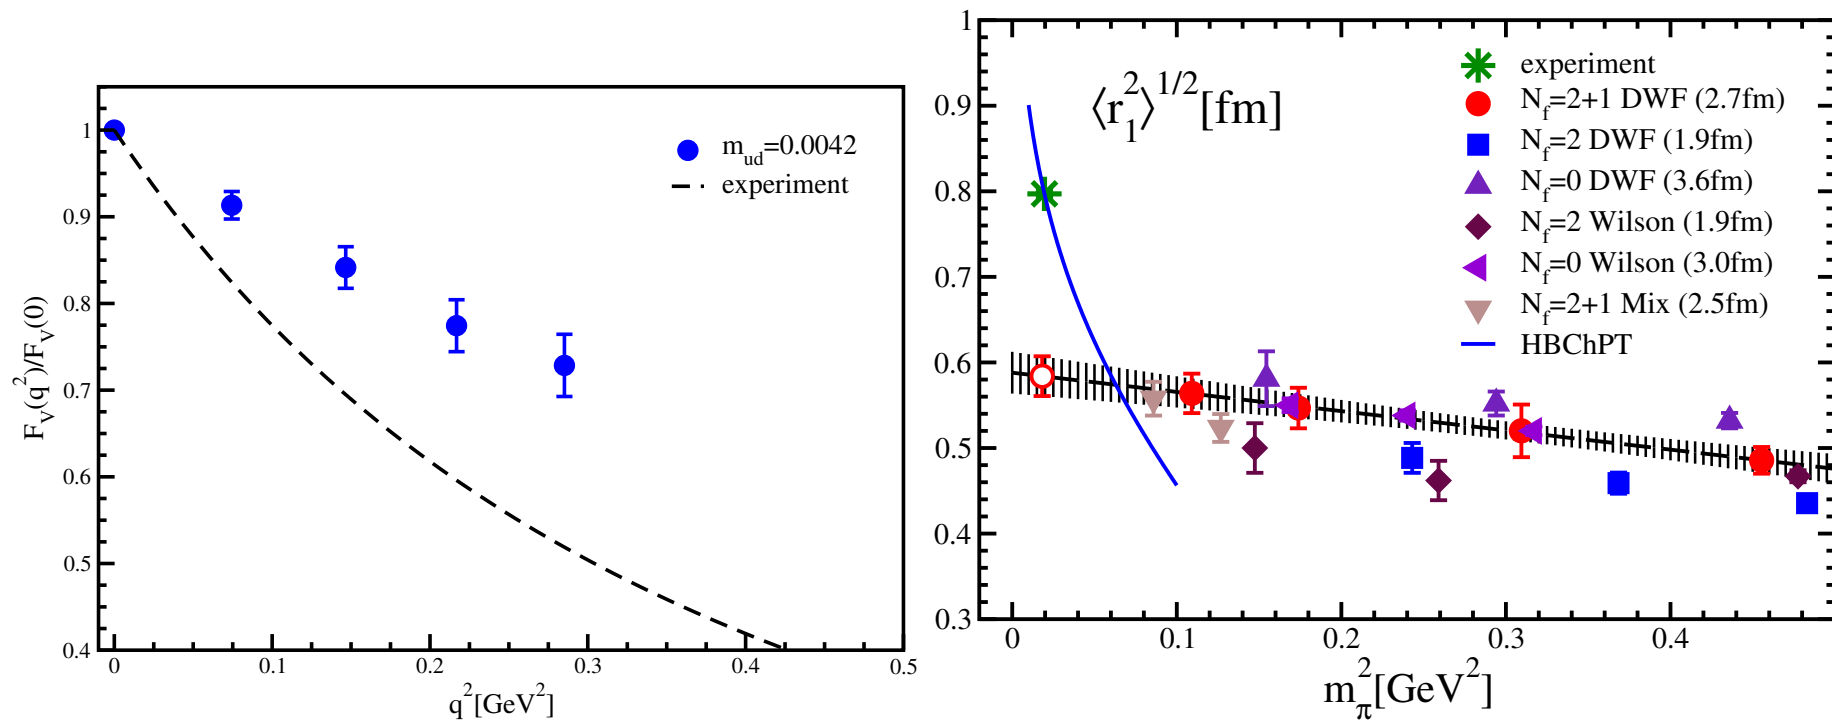 1
0.9
0.8
0.7
0.6
0.5
0.4
F_V(q^2)/F_V(0)
m_ud=0.0042
experiment
0 0.1 0.2 0.3 0.4 0.5
q^2[GeV^2]
1
0.9
0.8
0.7
0.6
0.5
0.4
0.3
⟨r_1^2⟩^1/2[fm]
experiment
N_f=2+1 DWF (2.7fm)
N_f=2 DWF (1.9fm)
N_f=0 DWF (3.6fm)
N_f=2 Wilson (1.9fm)
N_f=0 Wilson (3.0fm)
N_f=2+1 Mix (2.5fm)
HBChPT
0 0.1 0.2 0.3 0.4
m_π^2[GeV^2]